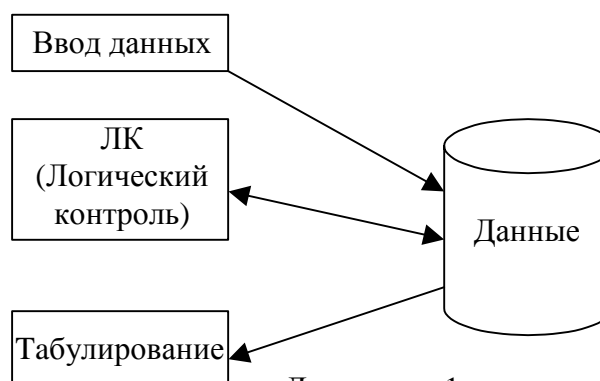 Ввод данных
ЛК
(Логический
контроль)
Данные
Табулирование